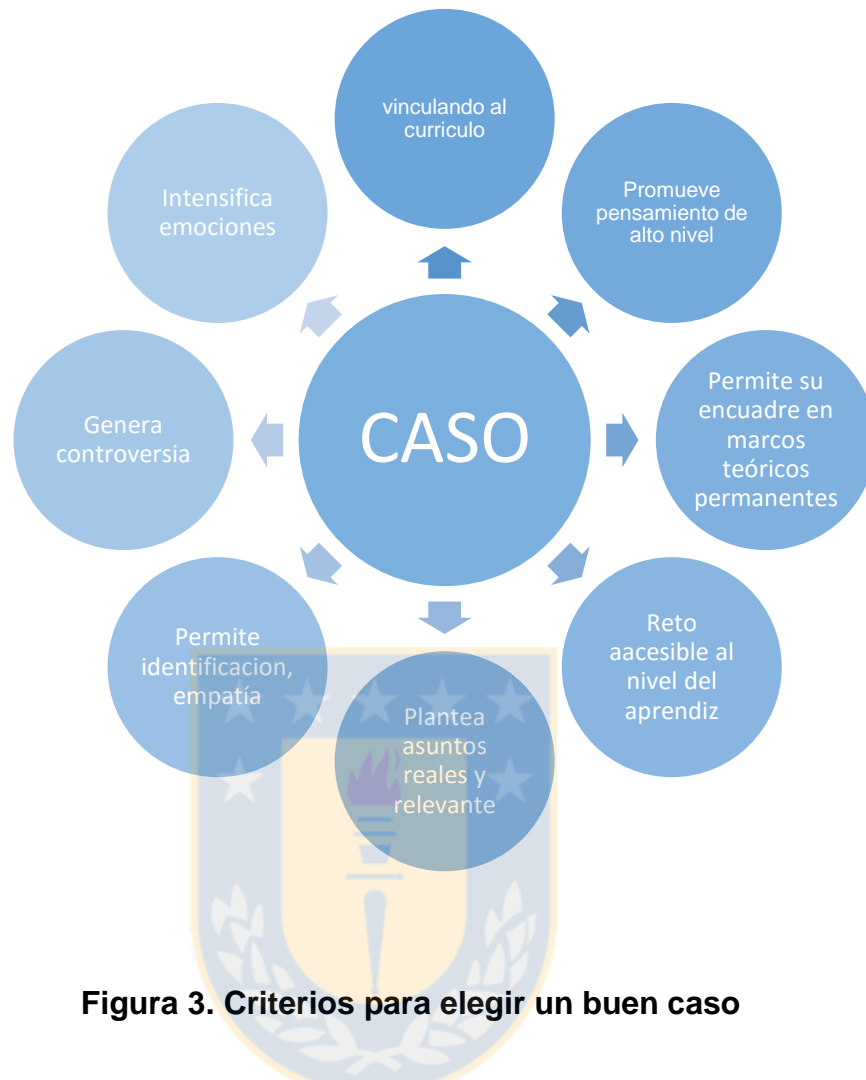 vinculando al
curriculo
Promueve
pensamiento de
alto nivel
Permite su
encuadre en
marcos
teóricos
permanentes
Reto
aacesible al
nivel del
aprendiz
Plantea
asuntos
reales y
relevante
Permite
identificacion,
empatía
Genera
controversia
Intensifica
emociones
CASO
Figura 3. Criterios para elegir un buen caso